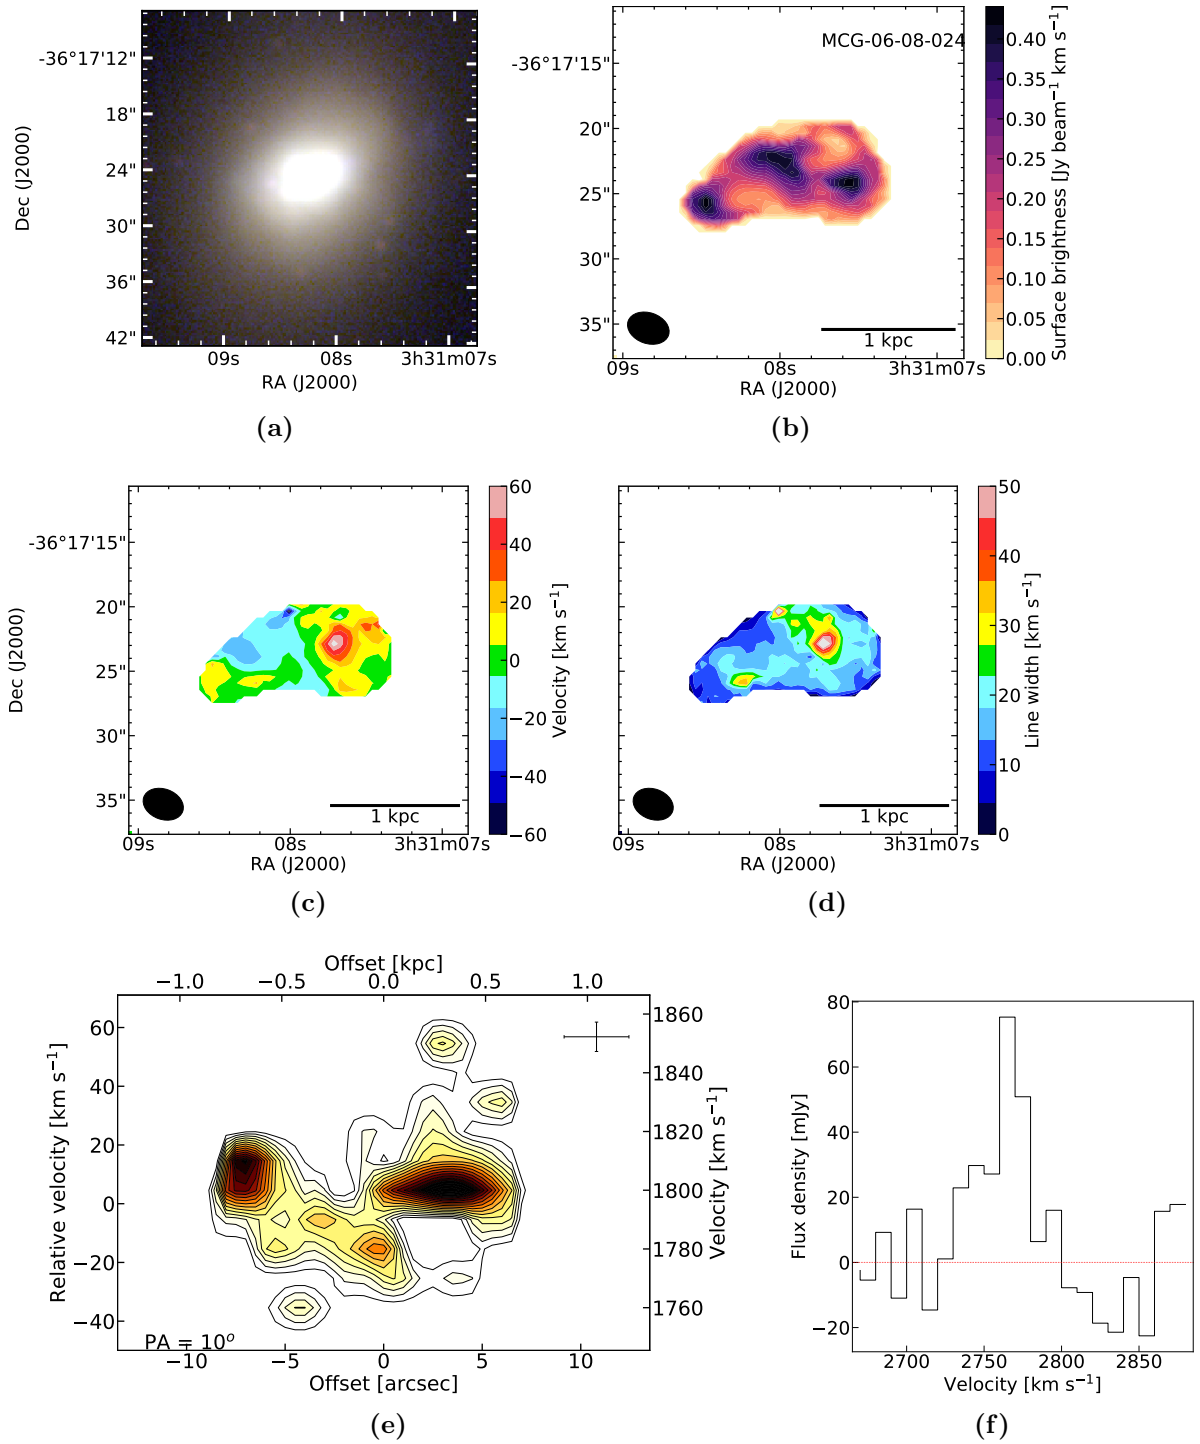 -36°17'12"
18"
24"
30"
36"
42"
Dec (J2000)
09s
08s
3h31m07s
RA (J2000)
(a)
MCG-06-08-024
-36°17'15"
20"
25"
30"
35"
1 kpc
09s
08s
3h31m07s
RA (J2000)
0.40
0.35
0.30
0.25
0.20
0.15
0.10
0.05
0.00
Surface brightness [Jy beam⁻¹ km s⁻¹]
(b)
-36°17'15"
20"
25"
30"
35"
Dec (J2000)
1 kpc
09s
08s
3h31m07s
RA (J2000)
60
40
20
0
−20
−40
−60
Velocity [km s⁻¹]
(c)
1 kpc
09s
08s
3h31m07s
RA (J2000)
50
40
30
20
10
0
Line width [km s⁻¹]
(d)
Offset [kpc]
−1.0
−0.5
0.0
0.5
1.0
60
40
20
0
−20
−40
Relative velocity [km s⁻¹]
1860
1840
1820
1800
1780
1760
Velocity [km s⁻¹]
PA = 10ᵒ
−10
−5
0
5
10
Offset [arcsec]
(e)
80
60
40
20
0
−20
Flux density [mJy]
2700
2750
2800
2850
Velocity [km s⁻¹]
(f)